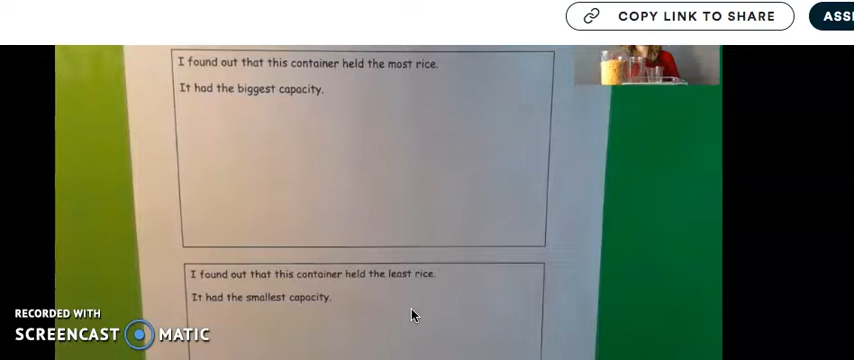 COPY LINK TO SHARE
ASS
I found out that this container held the most rice.
It had the biggest capacity.
I found out that this container held the least rice.
It had the smallest capacity.
RECORDED WITH
SCREENCAST MATIC